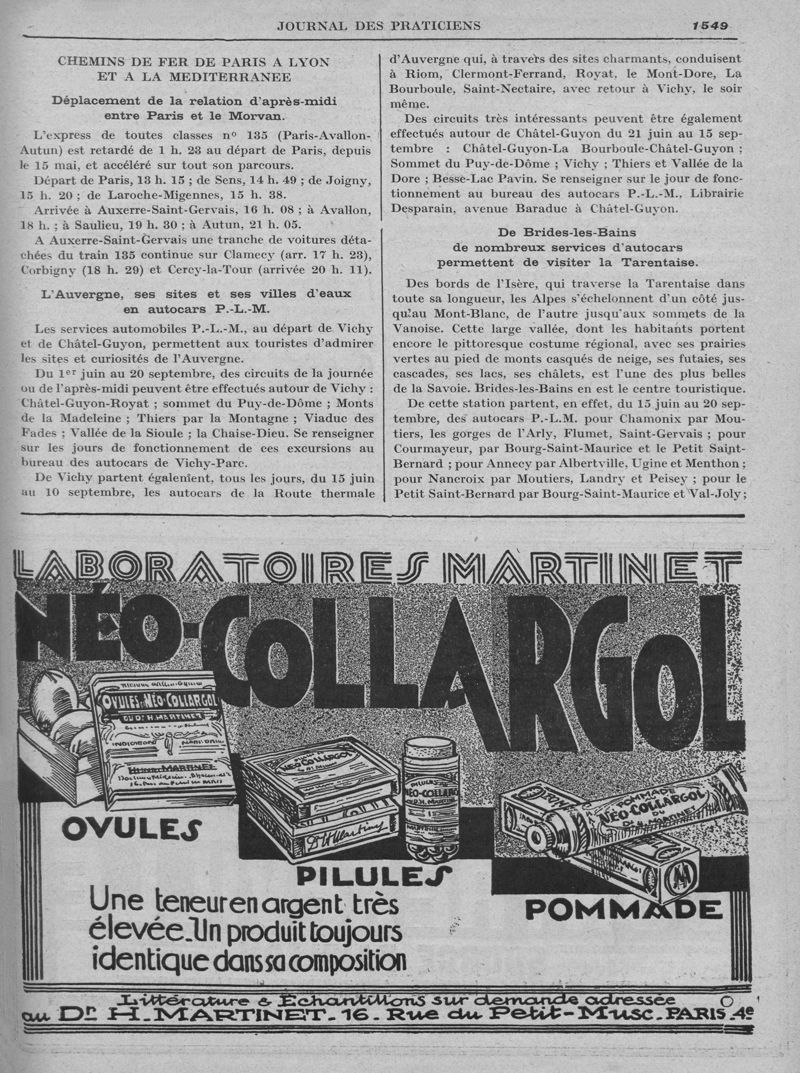 JOURNAL DES PRATICIENS 1549
CHEMINS DE FER DE PARIS A LYON
ET A LA MEDITERRANEE
Déplacement de la relation d'après-midi
entre Paris et le Morvan.
L'express de toutes classes nº 135 (Paris-Avallon-
Autun) est retardé de 1 h. 23 au départ de Paris, depuis
le 15 mai, et accéléré sur tout son parcours.
Départ de Paris, 13 h. 15 ; de Sens, 14 h. 49 ; de Joigny,
15 h. 20 ; de Laroche-Migennes, 15 h. 38.
Arrivée à Auxerre-Saint-Gervais, 16 h. 08 ; à Avallon,
18 h. ; à Saulieu, 19 h. 30 ; à Autun, 21 h. 05.
A Auxerre-Saint-Gervais une tranche de voitures déta-
chées du train 135 continue sur Clamecy (arr. 17 h. 23),
Corbigny (18 h. 29) et Cercy-la-Tour (arrivée 20 h. 11).
L'Auvergne, ses sites et ses villes d'eaux
en autocars P.-L.-M.
Les services automobiles P.-L.-M., au départ de Vichy
et de Châtel-Guyon, permettent aux touristes d'admirer
les sites et curiosités de l'Auvergne.
Du 1er juin au 20 septembre, des circuits de la journée
ou de l'après-midi peuvent être effectués autour de Vichy :
Châtel-Guyon-Royat ; sommet du Puy-de-Dôme ; Monts
de la Madeleine ; Thiers par la Montagne ; Viaduc des
Fades ; Vallée de la Sioule ; la Chaise-Dieu. Se renseigner
sur les jours de fonctionnement de ces excursions au
bureau des autocars de Vichy-Parc.
De Vichy partent également, tous les jours, du 15 juin
au 10 septembre, les autocars de la Route thermale
d'Auvergne qui, à travers des sites charmants, conduisent
à Riom, Clermont-Ferrand, Royat, le Mont-Dore, La
Bourboule, Saint-Nectaire, avec retour à Vichy, le soir
même.
Des circuits très intéressants peuvent être également
effectués autour de Châtel-Guyon du 21 juin au 15 sep-
tembre : Châtel-Guyon-La Bourboule-Châtel-Guyon ;
Sommet du Puy-de-Dôme ; Vichy ; Thiers et Vallée de la
Dore ; Besse-Lac Pavin. Se renseigner sur le jour de fonc-
tionnement au bureau des autocars P.-L.-M., Librairie
Desparain, avenue Baraduc à Châtel-Guyon.
De Brides-les-Bains
de nombreux services d'autocars
permettent de visiter la Tarentaise.
Des bords de l'Isère, qui traverse la Tarentaise dans
toute sa longueur, les Alpes s'échelonnent d'un côté jus-
qu'au Mont-Blanc, de l'autre jusqu'aux sommets de la
Vanoise. Cette large vallée, dont les habitants portent
encore le pittoresque costume régional, avec ses prairies
vertes au pied de monts casqués de neige, ses futaies, ses
cascades, ses lacs, ses châlets, est l'une des plus belles
de la Savoie. Brides-les-Bains en est le centre touristique.
De cette station partent, en effet, du 15 juin au 20 sep-
tembre, des autocars P.-L.M. pour Chamonix par Mou-
tiers, les gorges de l'Arly, Flumet, Saint-Gervais ; pour
Courmayeur, par Bourg-Saint-Maurice et le Petit Saint-
Bernard ; pour Annecy par Albertville, Ugine et Menthon ;
pour Nancroix par Moutiers, Landry et Peisey ; pour le
Petit Saint-Bernard par Bourg-Saint-Maurice et Val-Joly ;
LABORATOIRES MARTINET
NÉO-COLLARGOL
OVULES NÉO-COLLARGOL
DU DR H. MARTINET
HENRI MARTINET
NÉO-COLLARGOL
Dr H Martinet
PILULES
NÉO-COLLARGOL
POMMADE
NÉO-COLLARGOL
DU
Dr H. MARTINET
OVULES
PILULES
POMMADE
Une teneur en argent très
élevée. Un produit toujours
identique dans sa composition
Littérature & Échantillons sur demande adressée
au Dr H. MARTINET. 16. Rue du Petit-Musc. PARIS 4e